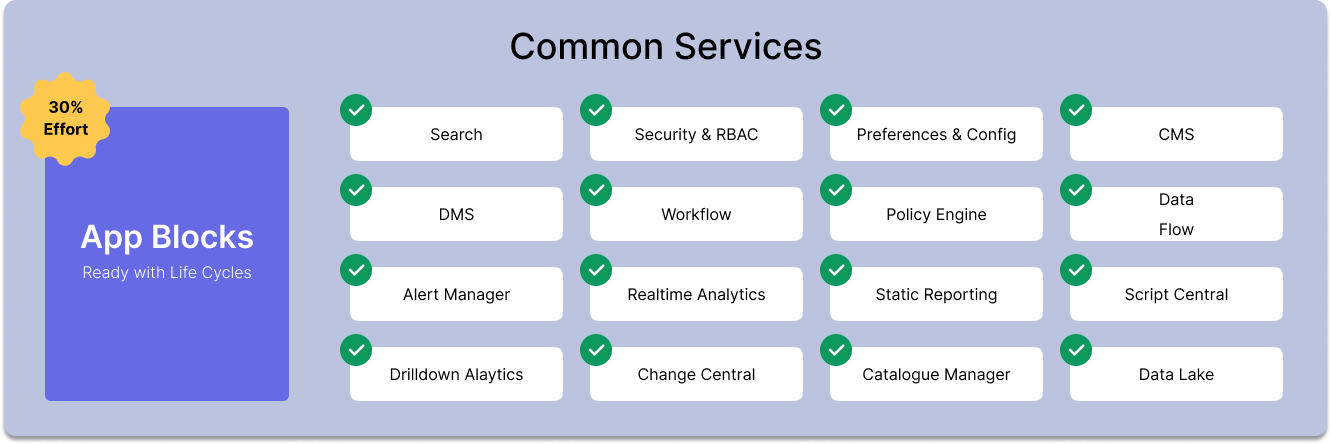 Common Services
30%
Effort
App Blocks
Ready with Life Cycles
Search
Security & RBAC
Preferences & Config
CMS
DMS
Workflow
Policy Engine
Data
Flow
Alert Manager
Realtime Analytics
Static Reporting
Script Central
Drilldown Alaytics
Change Central
Catalogue Manager
Data Lake